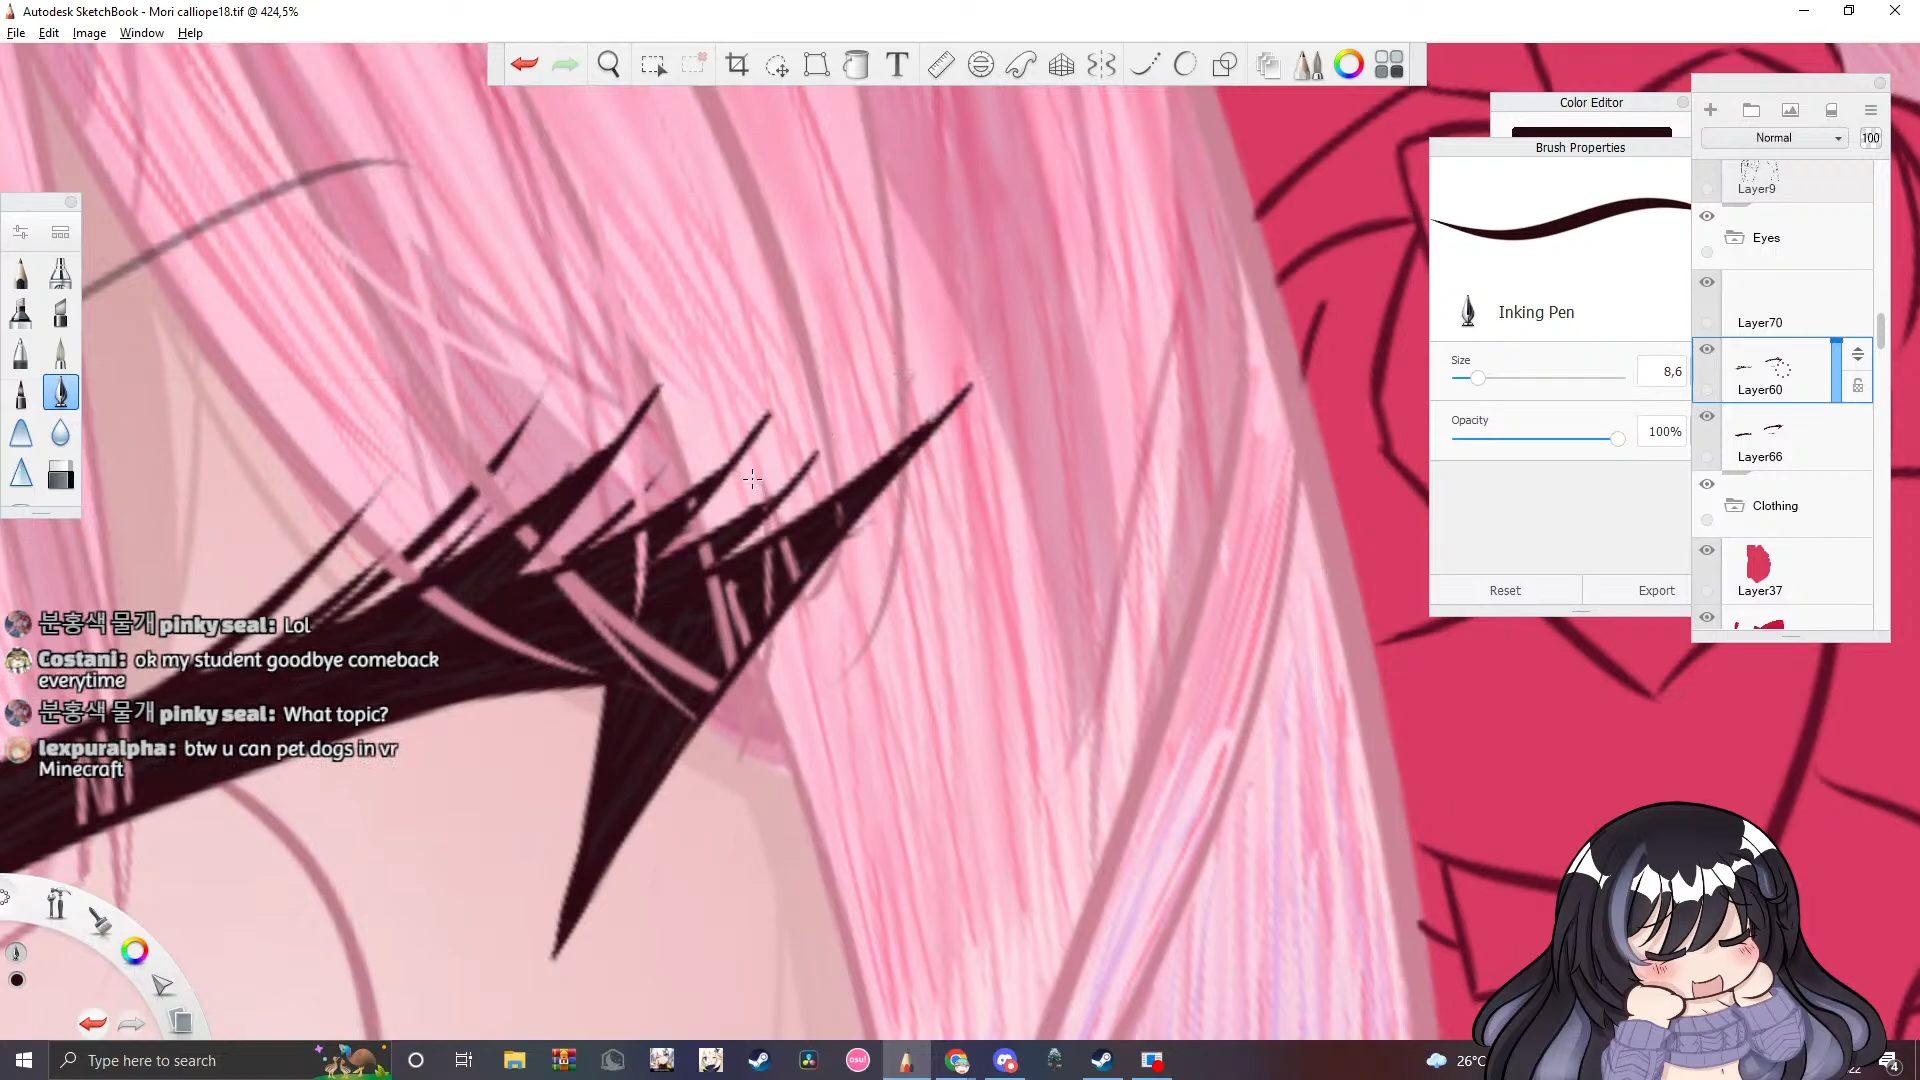 Autodesk SketchBook - Mori calliope18.tif @ 424,5%
File Edit Image Window Help
T
Color Editor
Brush Properties
Normal 100
Layer9
Eyes
Layer70
Inking Pen
Size
8,6
Layer60
Opacity
100%
Layer66
Clothing
Reset Export
Layer37
분홍색 물개 pinky seal: Lol
Costani: ok my student goodbye comeback
everytime
분홍색 물개 pinky seal: What topic?
lexpuralpha: btw u can pet dogs in vr
Minecraft
Type here to search
osu!
26°C
22
4